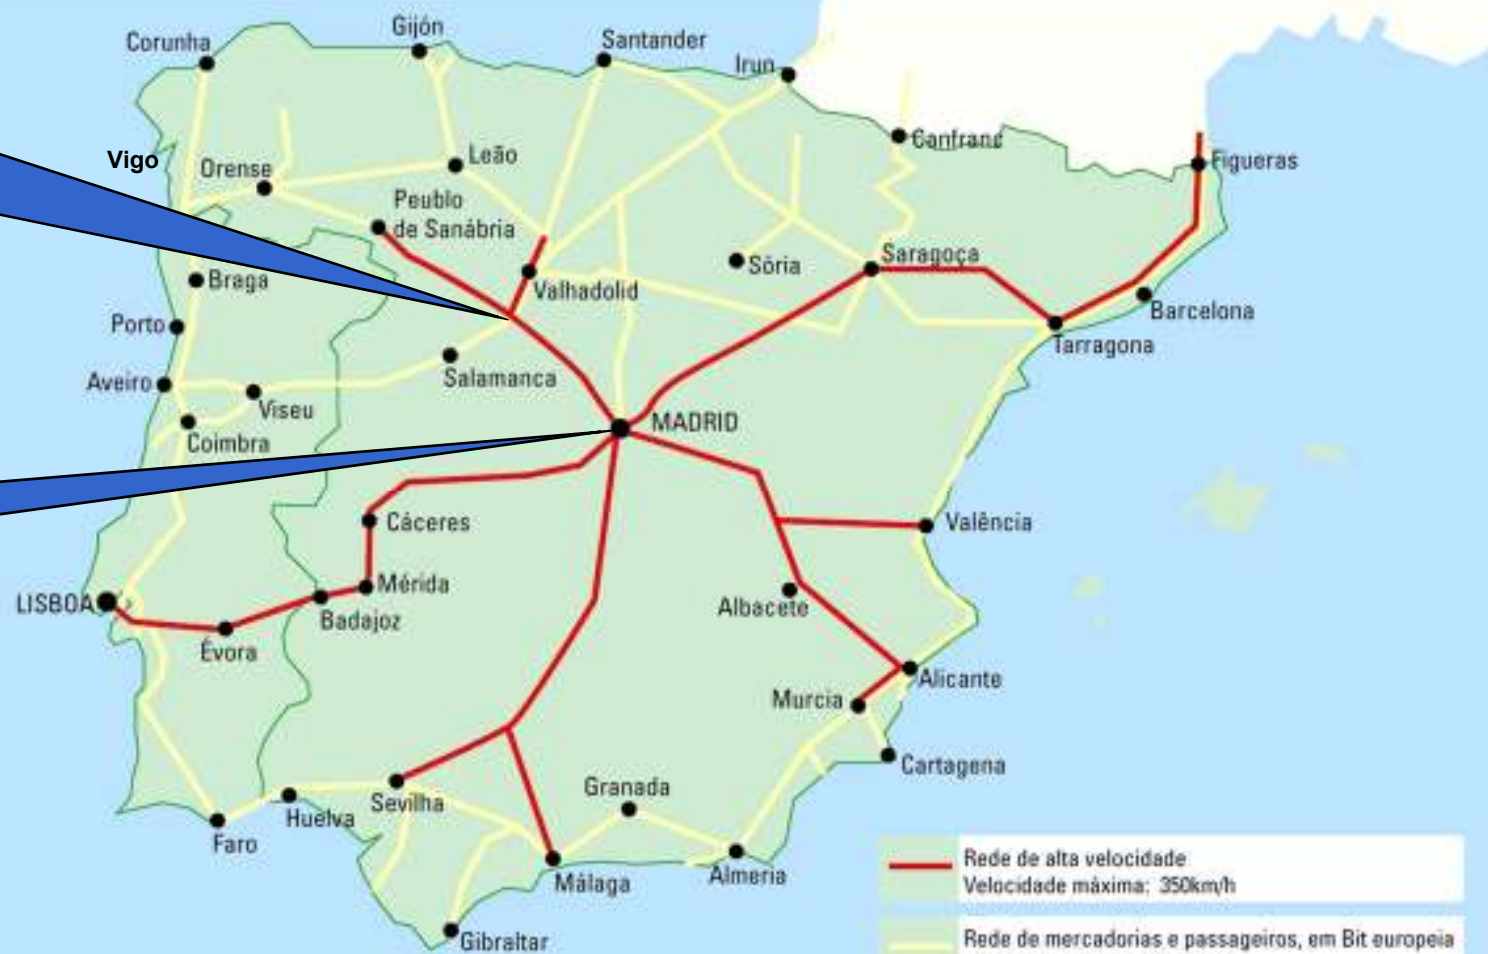 Gijón
Corunha
Santander
Irun
Canfranc
Vigo
Leão
Orense
Figueras
Peublo
de Sanábria
Saragoça
Sória
Braga
Valhadolid
Barcelona
Porto
Tarragona
Aveiro
Salamanca
Viseu
MADRID
Coimbra
Cáceres
Valência
Mérida
LISBOA
Albacete
Badajoz
Évora
Alicante
Murcia
Cartagena
Granada
Sevilha
Huelva
Faro
Málaga
Almeria
Gibraltar
Rede de alta velocidade
Velocidade máxima: 350km/h
Rede de mercadorias e passageiros, em Bit europeia